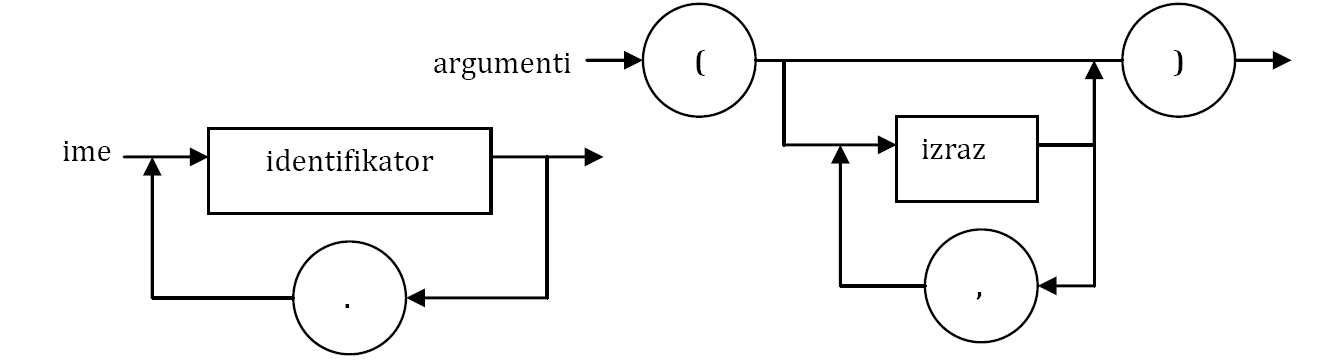 argumenti
(
)
ime
identifikator
izraz
.
,